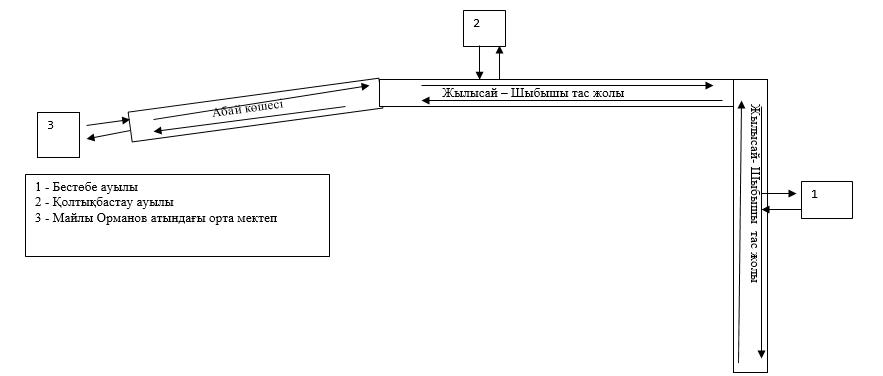 2
Абай көшесі
Жылысай – Шыбышы тас жолы
3
Жылысай- Шыбышы тас жолы
1
1 - Бестөбе ауылы
2 - Қолтықбастау ауылы
3 - Майлы Орманов атындағы орта мектеп